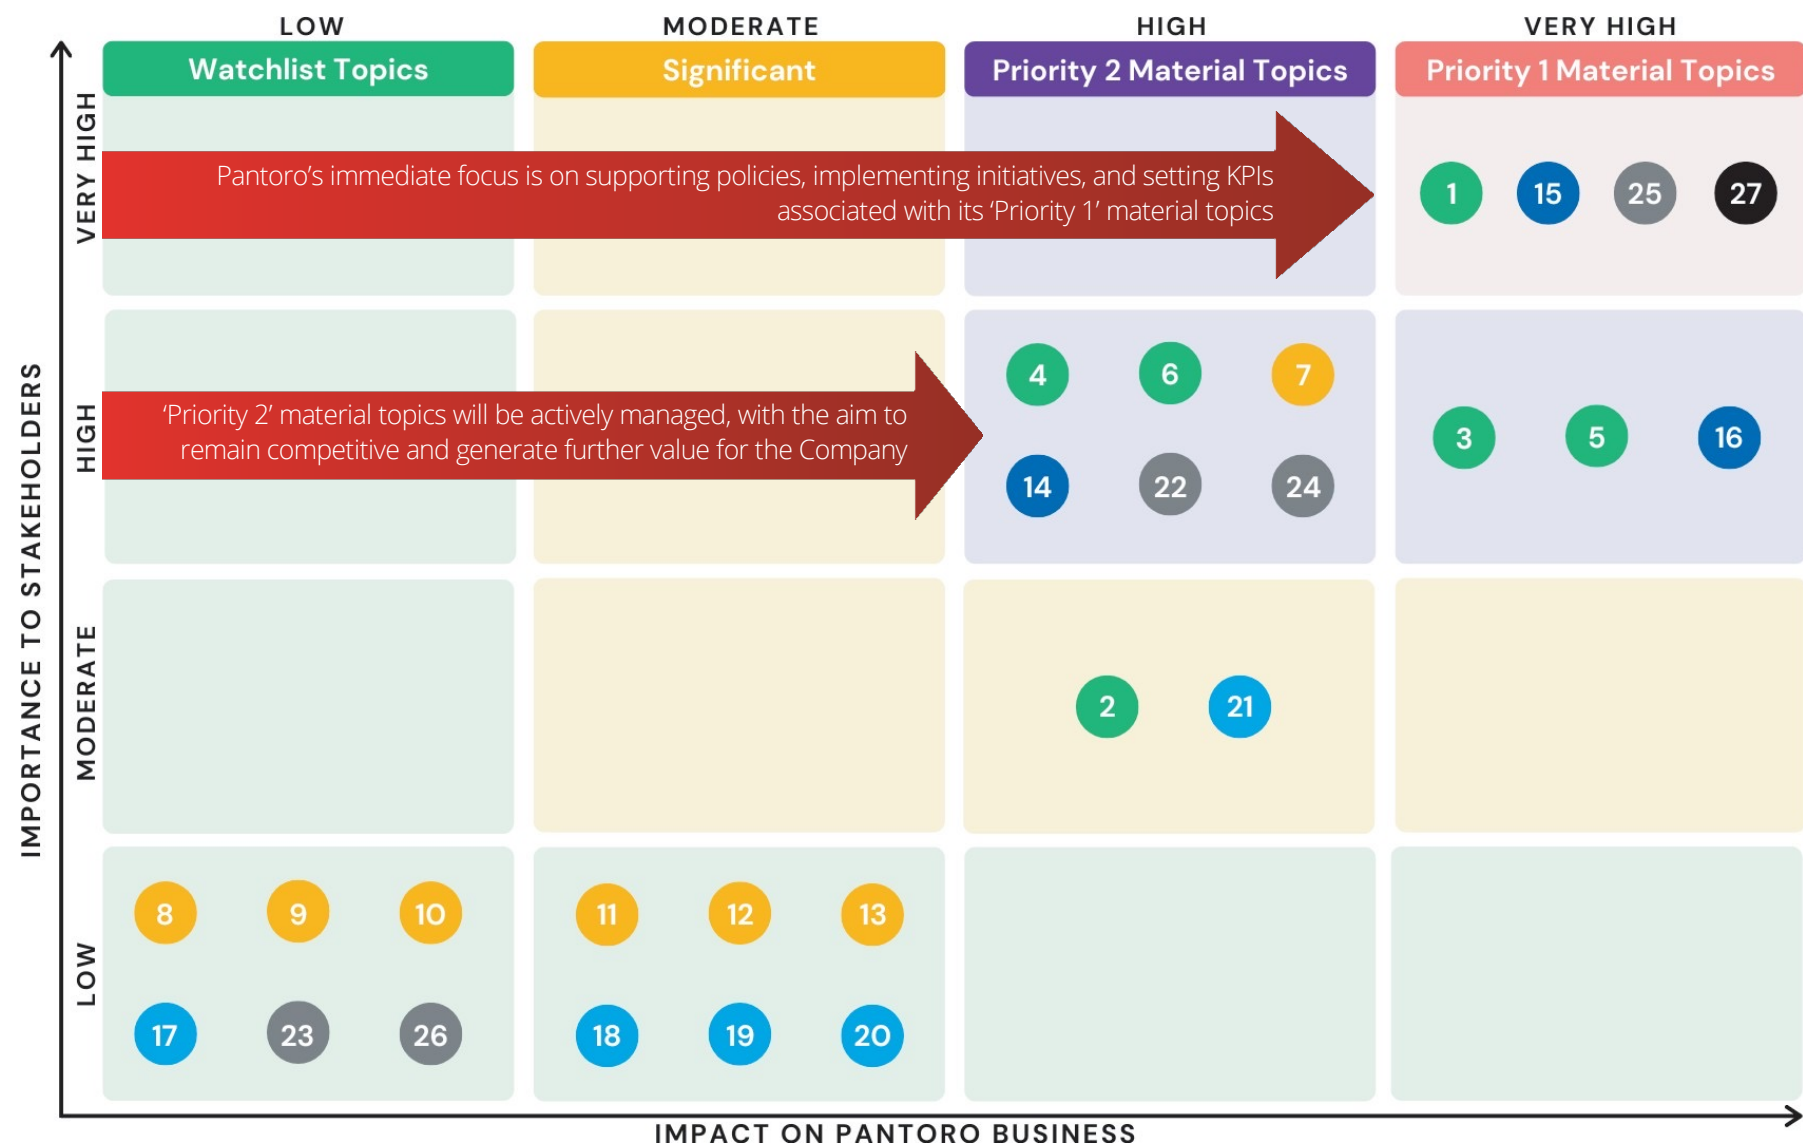 LOW MODERATE HIGH VERY HIGH
Watchlist Topics Significant Priority 2 Material Topics Priority 1 Material Topics
IMPORTANCE TO STAKEHOLDERS
VERY HIGH
Pantoro’s immediate focus is on supporting policies, implementing initiatives, and setting KPIs
associated with its ‘Priority 1’ material topics
1 15 25 27
HIGH
‘Priority 2’ material topics will be actively managed, with the aim to
remain competitive and generate further value for the Company
4 6 7
14 22 24
3 5 16
MODERATE
2 21
LOW
8 9 10 11 12 13
17 23 26 18 19 20
IMPACT ON PANTORO BUSINESS